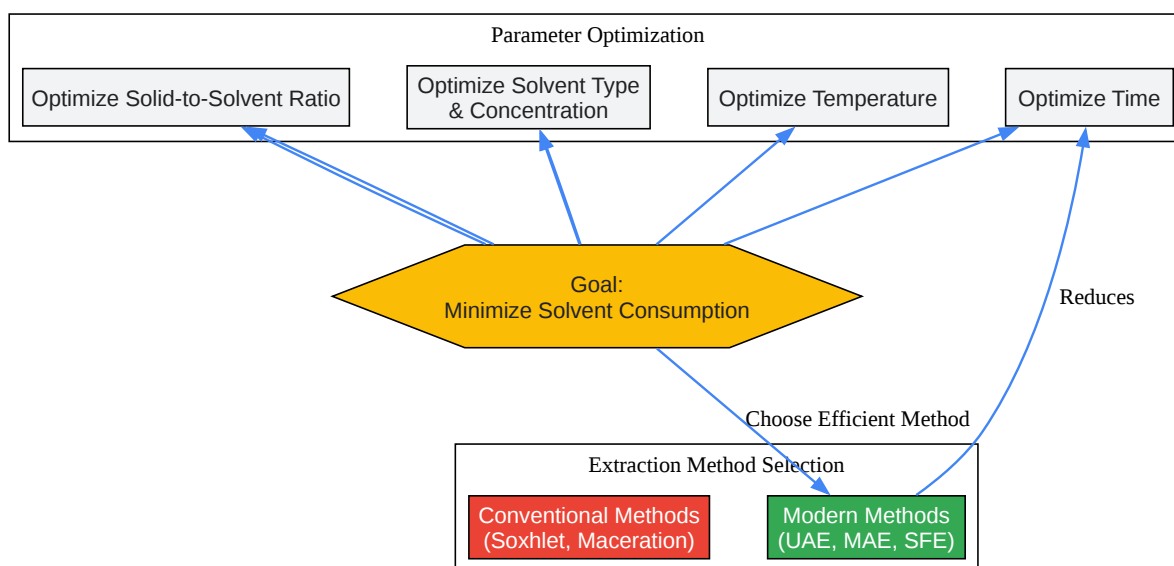 Parameter Optimization
Optimize Solid-to-Solvent Ratio
Optimize Solvent Type
& Concentration
Optimize Temperature
Optimize Time
Goal:
Minimize Solvent Consumption
Reduces
Choose Efficient Method
Extraction Method Selection
Conventional Methods
(Soxhlet, Maceration)
Modern Methods
(UAE, MAE, SFE)